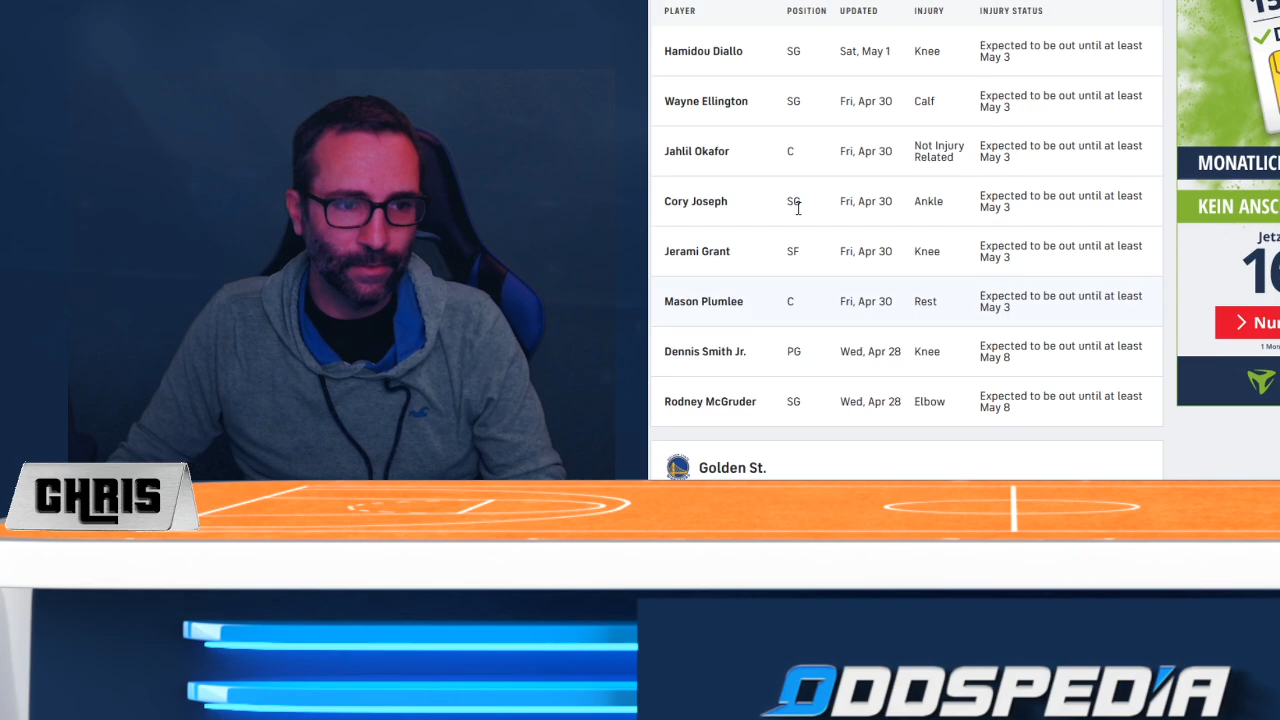 PLAYER POSITION UPDATED INJURY INJURY STATUS
Hamidou Diallo SG Sat, May 1 Knee Expected to be out until at least
May 3
Wayne Ellington SG Fri, Apr 30 Calf Expected to be out until at least
May 3
Jahlil Okafor C Fri, Apr 30 Not Injury
Related Expected to be out until at least
May 3
Cory Joseph SG Fri, Apr 30 Ankle Expected to be out until at least
May 3
Jerami Grant SF Fri, Apr 30 Knee Expected to be out until at least
May 3
Mason Plumlee C Fri, Apr 30 Rest Expected to be out until at least
May 3
Dennis Smith Jr. PG Wed, Apr 28 Knee Expected to be out until at least
May 8
Rodney McGruder SG Wed, Apr 28 Elbow Expected to be out until at least
May 8
Golden St.
MONATLIC
KEIN ANSC
Jetz
16
Nur
1 Mon
CHRIS
ODDSPEDIA